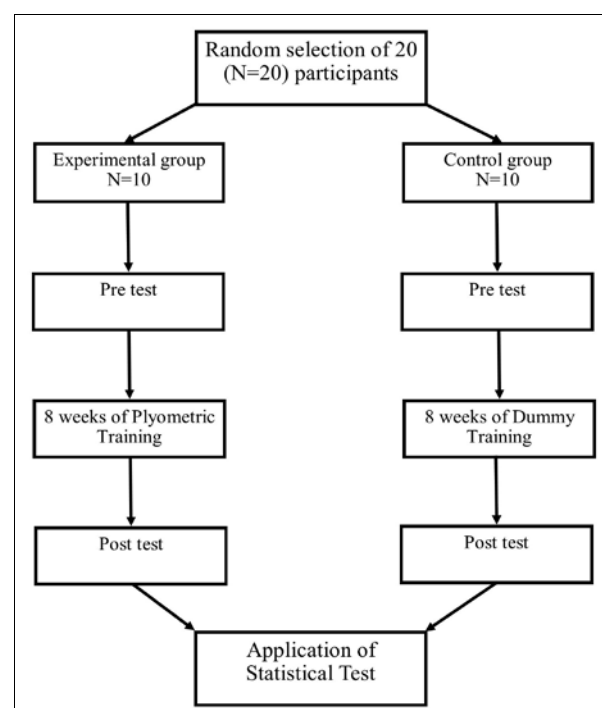 Random selection of 20
(N=20) participants
Experimental group
N=10
Control group
N=10
Pre test
Pre test
8 weeks of Plyometric
Training
8 weeks of Dummy
Training
Post test
Post test
Application of
Statistical Test